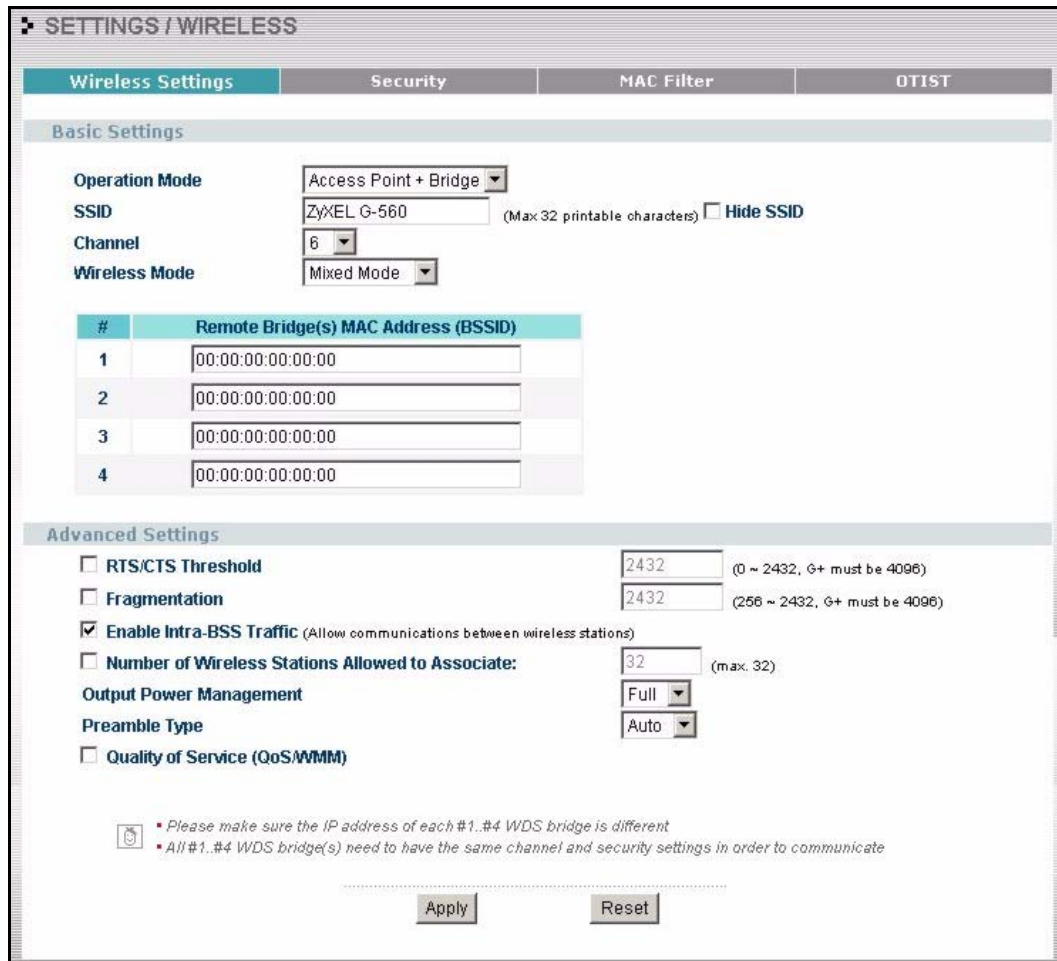 SETTINGS / WIRELESS
Wireless Settings Security MAC Filter OTIST
Basic Settings
Operation Mode Access Point + Bridge
SSID ZyXEL G-560 (Max 32 printable characters) Hide SSID
Channel 6
Wireless Mode Mixed Mode
# Remote Bridge(s) MAC Address (BSSID)
1 00:00:00:00:00:00
2 00:00:00:00:00:00
3 00:00:00:00:00:00
4 00:00:00:00:00:00
Advanced Settings
RTS/CTS Threshold 2432 (0 ~ 2432, G+ must be 4096)
Fragmentation 2432 (256 ~ 2432, G+ must be 4096)
Enable Intra-BSS Traffic (Allow communications between wireless stations)
Number of Wireless Stations Allowed to Associate: 32 (max. 32)
Output Power Management Full
Preamble Type Auto
Quality of Service (QoS/WMM)
Please make sure the IP address of each #1..#4 WDS bridge is different
All #1..#4 WDS bridge(s) need to have the same channel and security settings in order to communicate
Apply Reset